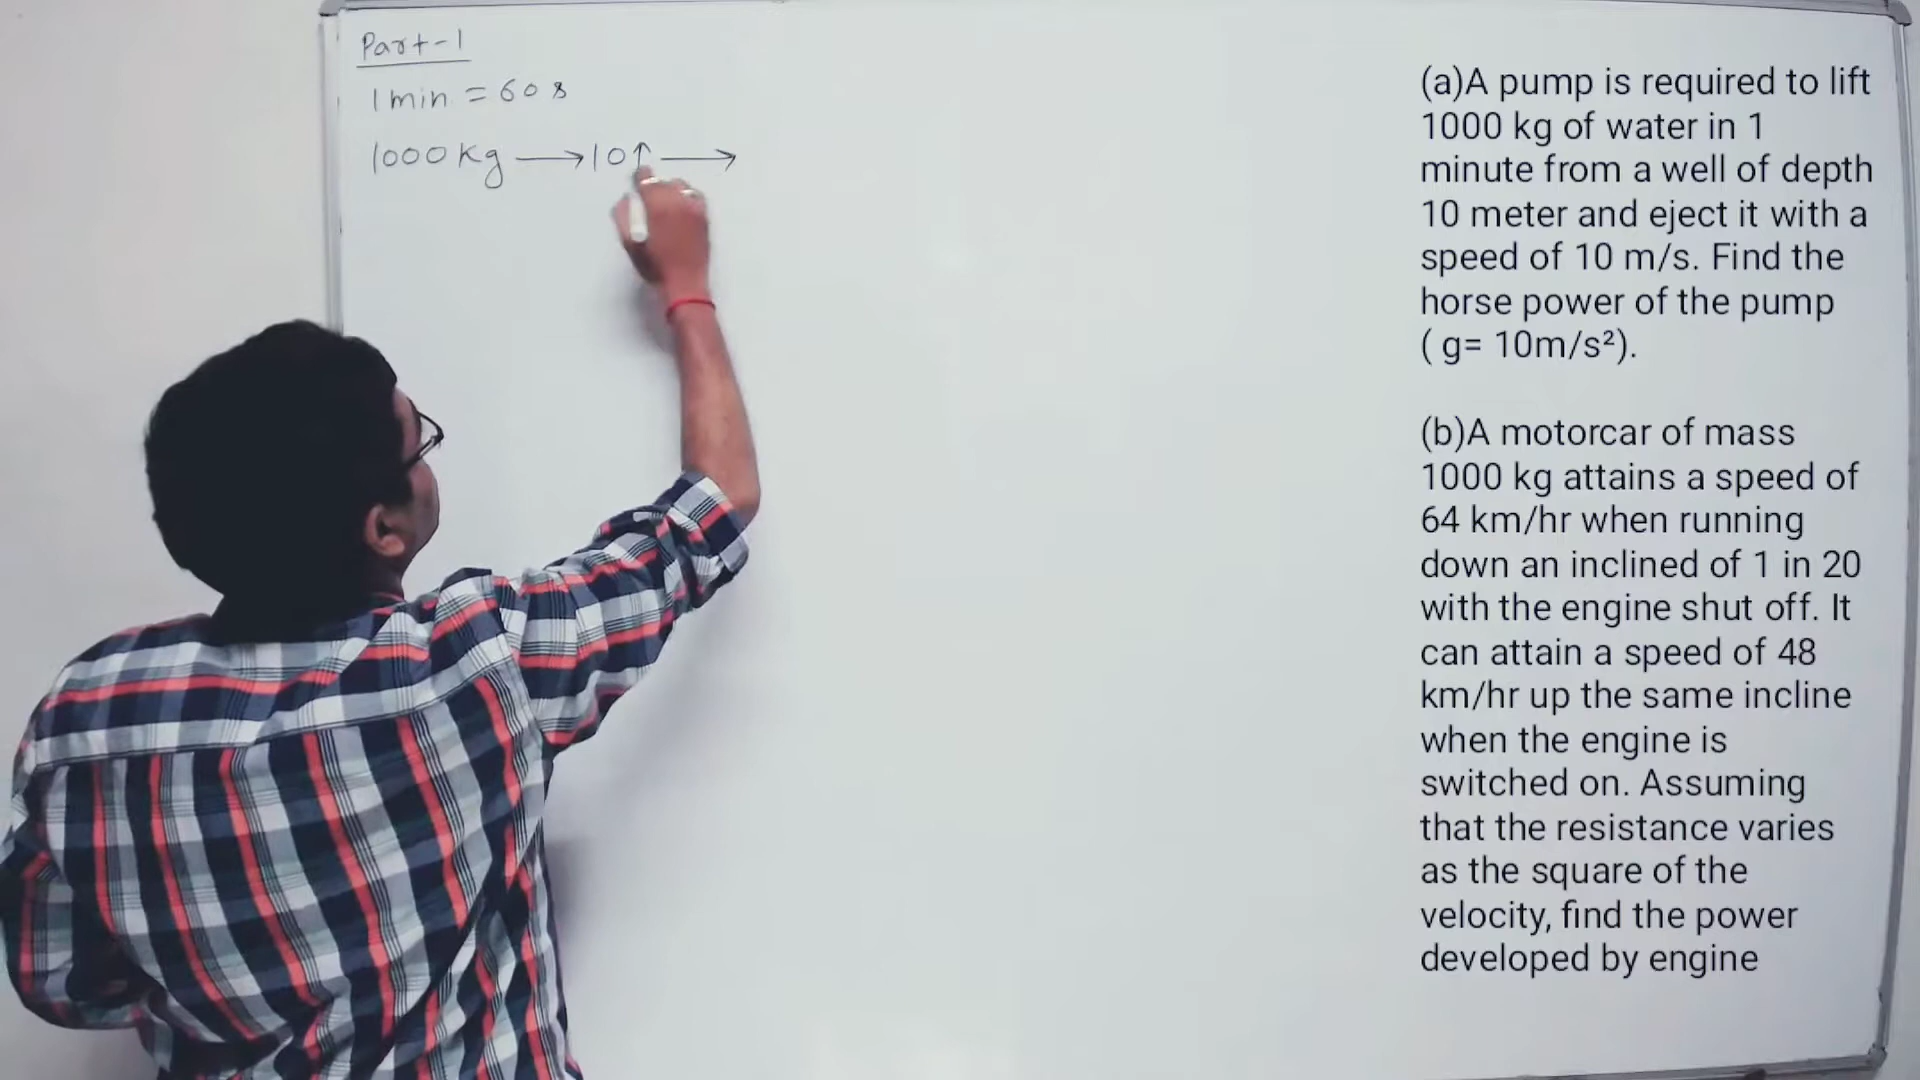 Part-1
1 min = 60 s
1000 kg → 10↑ →
(a)A pump is required to lift
1000 kg of water in 1
minute from a well of depth
10 meter and eject it with a
speed of 10 m/s. Find the
horse power of the pump
( g= 10m/s²).
(b)A motorcar of mass
1000 kg attains a speed of
64 km/hr when running
down an inclined of 1 in 20
with the engine shut off. It
can attain a speed of 48
km/hr up the same incline
when the engine is
switched on. Assuming
that the resistance varies
as the square of the
velocity, find the power
developed by engine